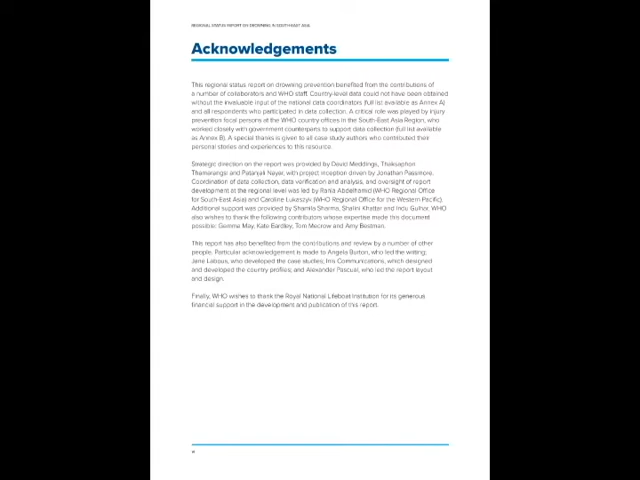 REGIONAL STATUS REPORT ON DROWNING IN SOUTH-EAST ASIA
Acknowledgements
This regional status report on drowning prevention benefited from the contributions of
a number of collaborators and WHO staff. Country-level data could not have been obtained
without the invaluable input of the national data coordinators (full list available as Annex A)
and all respondents who participated in data collection. A critical role was played by injury
prevention focal persons at the WHO country offices in the South-East Asia Region, who
worked closely with government counterparts to support data collection (full list available
as Annex B). A special thanks is given to all case study authors who contributed their
personal stories and experiences to this resource.
Strategic direction on the report was provided by David Meddings, Thaksaphon
Thamarangsi and Patanjali Nayar, with project inception driven by Jonathan Passmore.
Coordination of data collection, data verification and analysis, and oversight of report
development at the regional level was led by Rania Abdelhamid (WHO Regional Office
for South-East Asia) and Caroline Lukaszyk (WHO Regional Office for the Western Pacific).
Additional support was provided by Sharmila Sharma, Shalini Khattar and Indu Gulhar. WHO
also wishes to thank the following contributors whose expertise made this document
possible: Gemma May, Kate Eardley, Tom Mecrow and Amy Bestman.
This report has also benefited from the contributions and review by a number of other
people. Particular acknowledgement is made to Angela Burton, who led the writing;
Jane Labous, who developed the case studies; Inis Communications, which designed
and developed the country profiles; and Alexander Pascual, who led the report layout
and design.
Finally, WHO wishes to thank the Royal National Lifeboat Institution for its generous
financial support in the development and publication of this report.